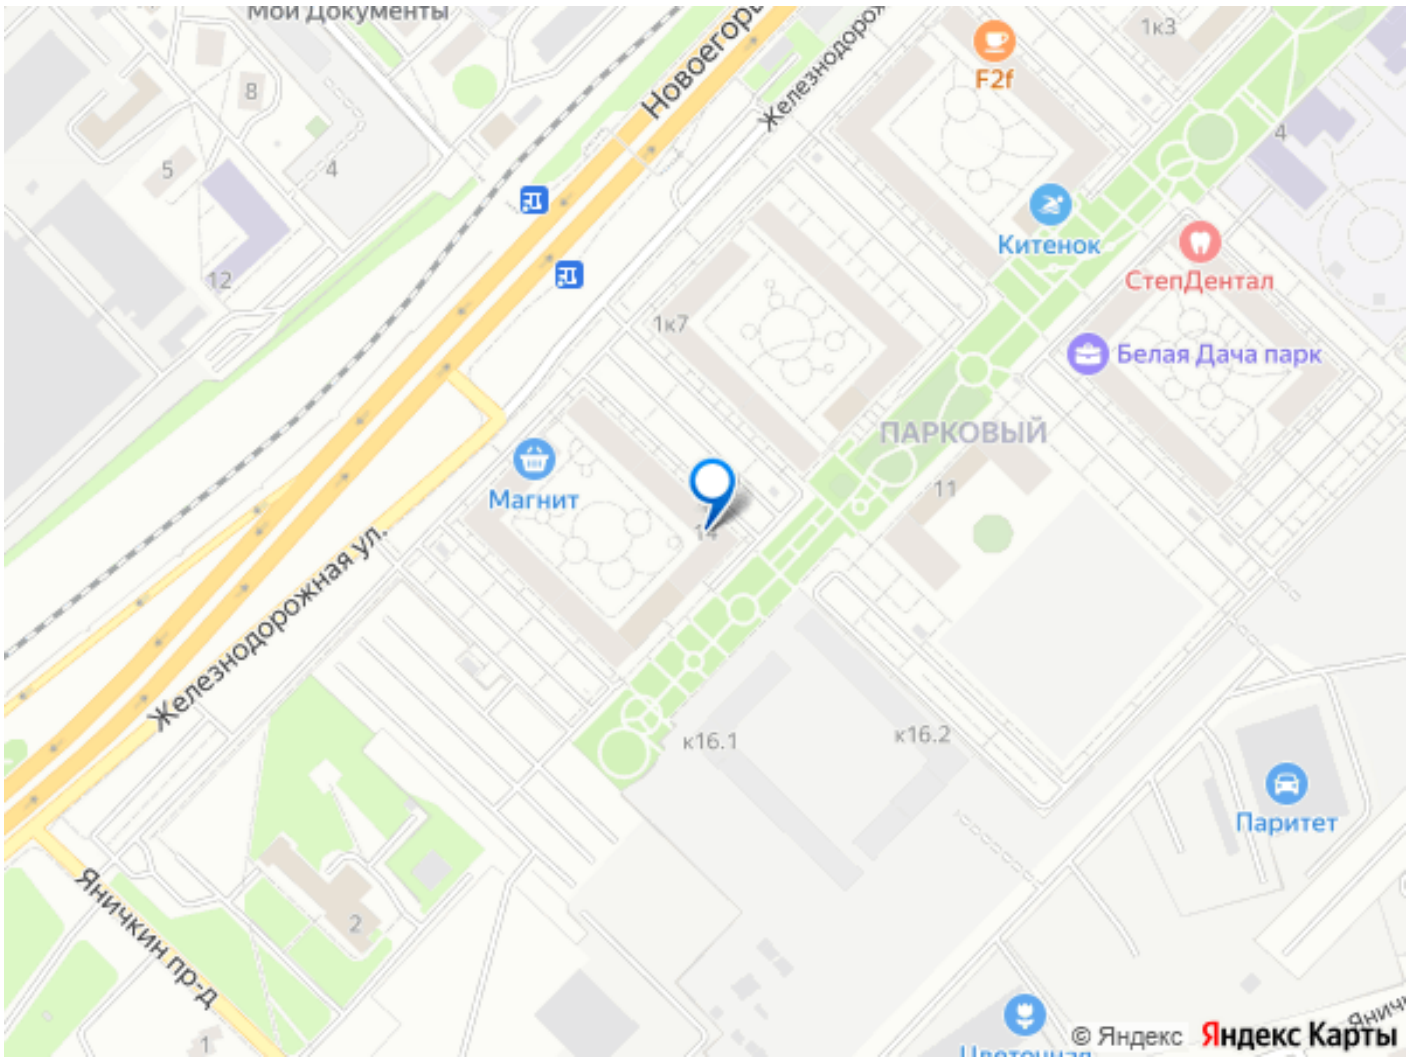 Мои Документы
1к3
F2f
Железнодорож
8
4
5
4
Китенок
12
СтепДентал
1к7
Белая Дача парк
ПАРКОВЫЙ
Магнит
11
14
Железнодорожная ул.
к16.1
к16.2
Паритет
Яничкин пр-д
2
1
© Яндекс Яндекс Карты